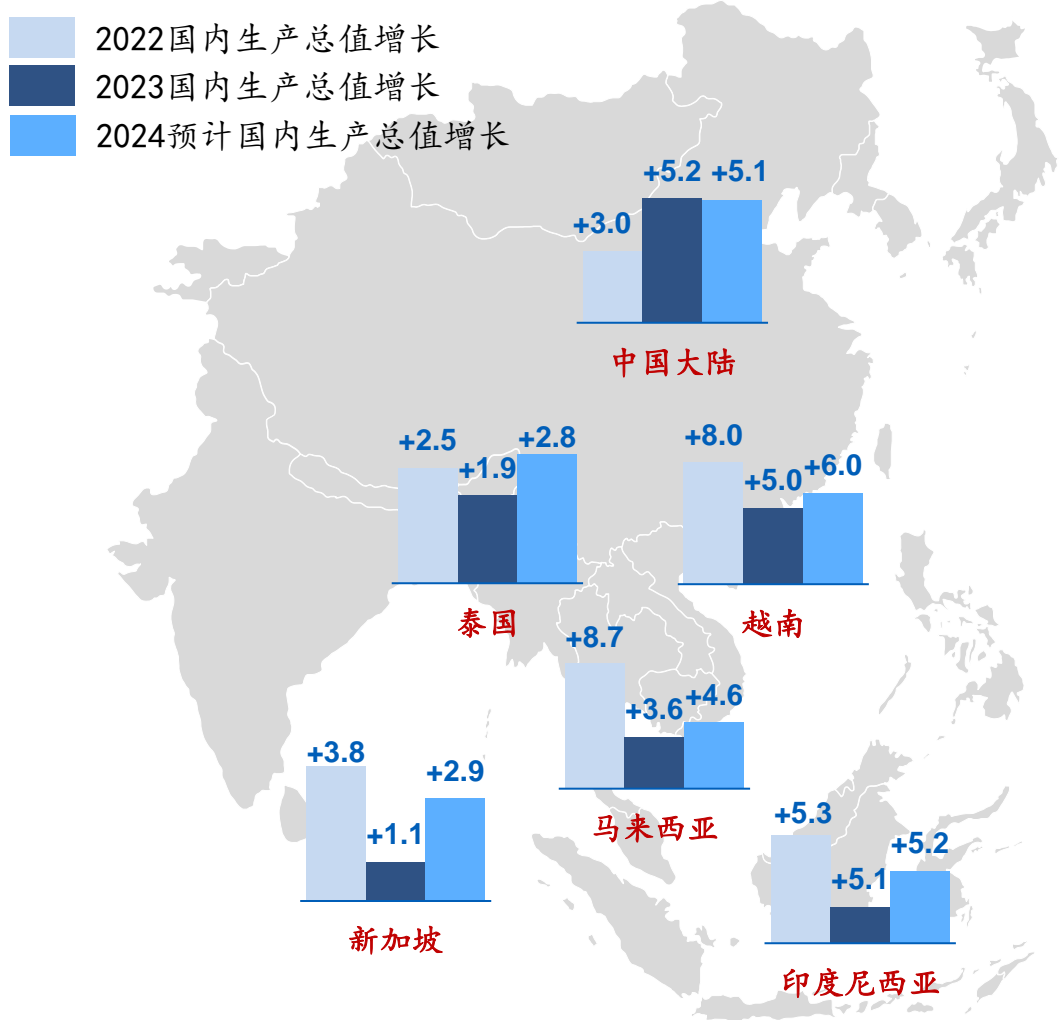 2022国内生产总值增长
2023国内生产总值增长
2024预计国内生产总值增长
+5.2 +5.1
+3.0
中国大陆
+2.5 +1.9 +2.8
泰国
+8.0 +5.0 +6.0
越南
+8.7 +3.6 +4.6
马来西亚
+3.8 +1.1 +2.9
新加坡
+5.3 +5.1 +5.2
印度尼西亚